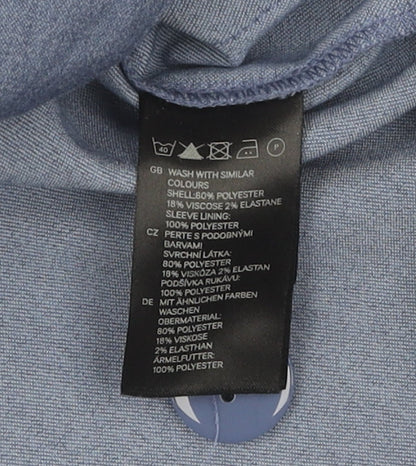 40 P
GB WASH WITH SIMILAR
COLOURS
SHELL:80% POLYESTER
18% VISCOSE 2% ELASTANE
SLEEVE LINING:
100% POLYESTER
CZ PERTE S PODOBNÝMI
BARVAMI
SVRCHNÍ LÁTKA:
80% POLYESTER
18% VISKÓZA 2% ELASTAN
PODŠÍVKA RUKÁVU:
100% POLYESTER
DE MIT ÄHNLICHEN FARBEN
WASCHEN
OBERMATERIAL:
80% POLYESTER
18% VISKOSE
2% ELASTHAN
ÄRMELFUTTER:
100% POLYESTER